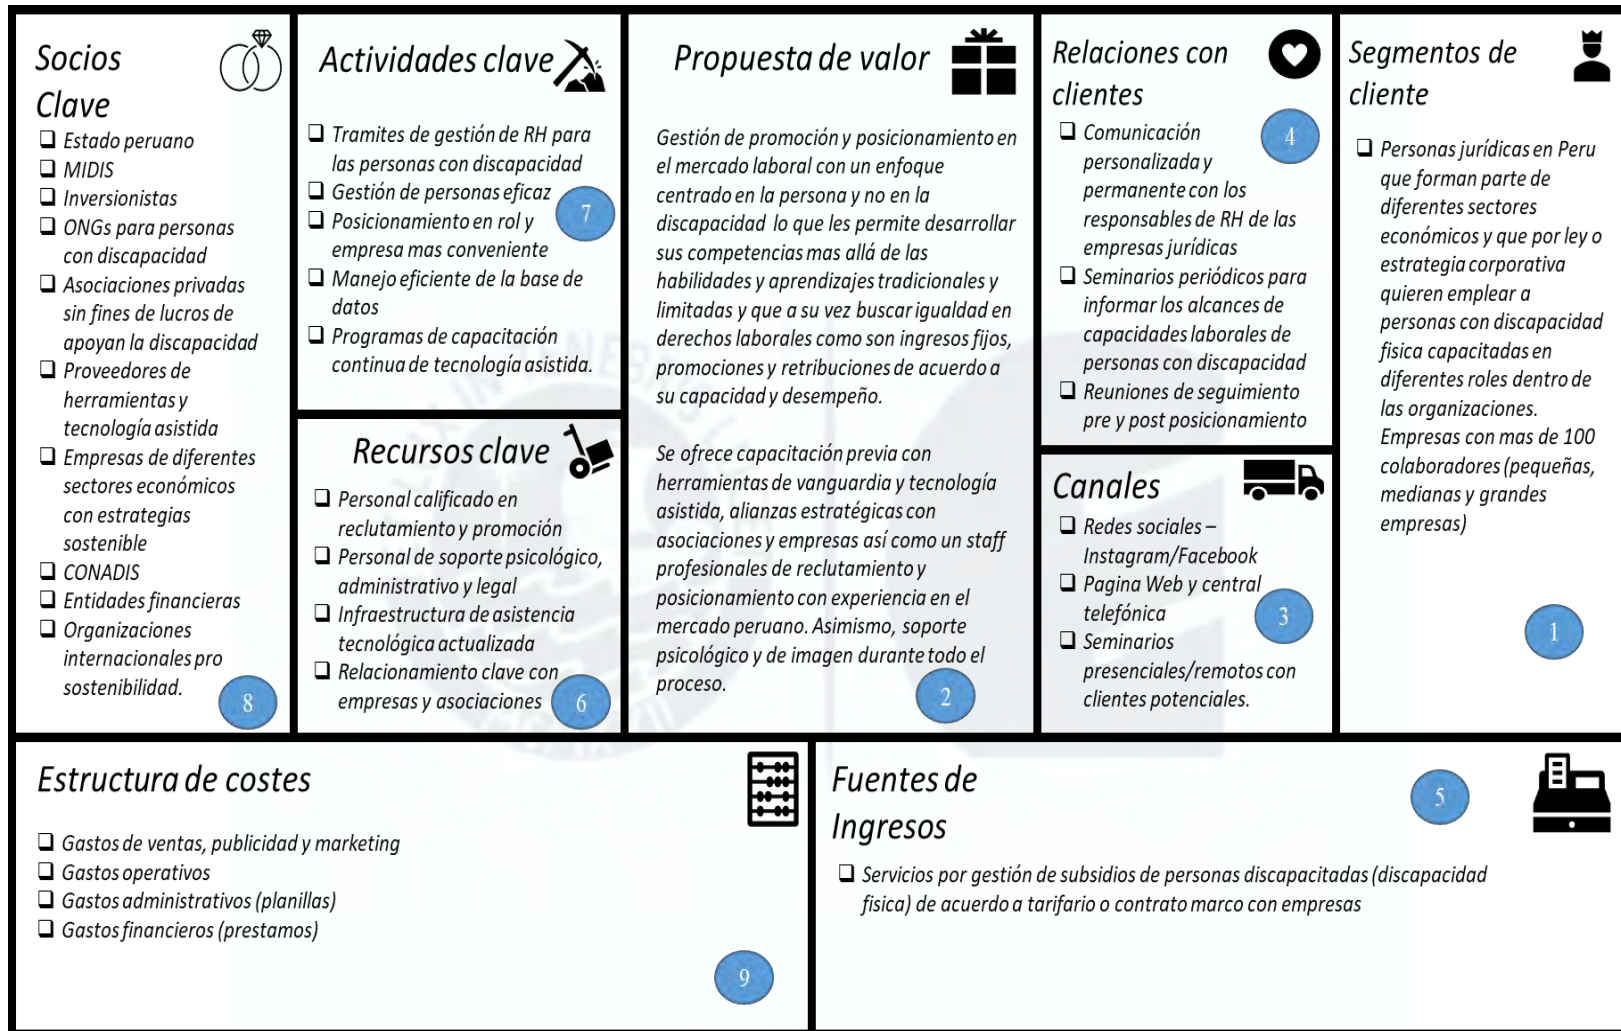 Socios
Clave
❑ Estado peruano
❑ MIDIS
❑ Inversionistas
❑ ONGs para personas
con discapacidad
❑ Asociaciones privadas
sin fines de lucros de
apoyan la discapacidad
❑ Proveedores de
herramientas y
tecnología asistida
❑ Empresas de diferentes
sectores económicos
con estrategias
sostenible
❑ CONADIS
❑ Entidades financieras
❑ Organizaciones
internacionales pro
sostenibilidad.
8
Actividades clave
❑ Tramites de gestión de RH para
las personas con discapacidad
❑ Gestión de personas eficaz
❑ Posicionamiento en rol y
empresa mas conveniente
❑ Manejo eficiente de la base de
datos
❑ Programas de capacitación
continua de tecnología asistida.
7
Recursos clave
❑ Personal calificado en
reclutamiento y promoción
❑ Personal de soporte psicológico,
administrativo y legal
❑ Infraestructura de asistencia
tecnológica actualizada
❑ Relacionamiento clave con
empresas y asociaciones
6
Propuesta de valor
Gestión de promoción y posicionamiento en
el mercado laboral con un enfoque
centrado en la persona y no en la
discapacidad lo que les permite desarrollar
sus competencias mas allá de las
habilidades y aprendizajes tradicionales y
limitadas y que a su vez buscar igualdad en
derechos laborales como son ingresos fijos,
promociones y retribuciones de acuerdo a
su capacidad y desempeño.
Se ofrece capacitación previa con
herramientas de vanguardia y tecnología
asistida, alianzas estratégicas con
asociaciones y empresas así como un staff
profesionales de reclutamiento y
posicionamiento con experiencia en el
mercado peruano. Asimismo, soporte
psicológico y de imagen durante todo el
proceso.
2
Relaciones con
clientes
❑ Comunicación
personalizada y
permanente con los
responsables de RH de las
empresas jurídicas
❑ Seminarios periódicos para
informar los alcances de
capacidades laborales de
personas con discapacidad
❑ Reuniones de seguimiento
pre y post posicionamiento
4
Canales
❑ Redes sociales –
Instagram/Facebook
❑ Pagina Web y central
telefónica
❑ Seminarios
presenciales/remotos con
clientes potenciales.
3
Segmentos de
cliente
❑ Personas jurídicas en Peru
que forman parte de
diferentes sectores
económicos y que por ley o
estrategia corporativa
quieren emplear a
personas con discapacidad
fisica capacitadas en
diferentes roles dentro de
las organizaciones.
Empresas con mas de 100
colaboradores (pequeñas,
medianas y grandes
empresas)
1
Estructura de costes
❑ Gastos de ventas, publicidad y marketing
❑ Gastos operativos
❑ Gastos administrativos (planillas)
❑ Gastos financieros (prestamos)
9
Fuentes de
Ingresos
❑ Servicios por gestión de subsidios de personas discapacitadas (discapacidad
fisica) de acuerdo a tarifario o contrato marco con empresas
5